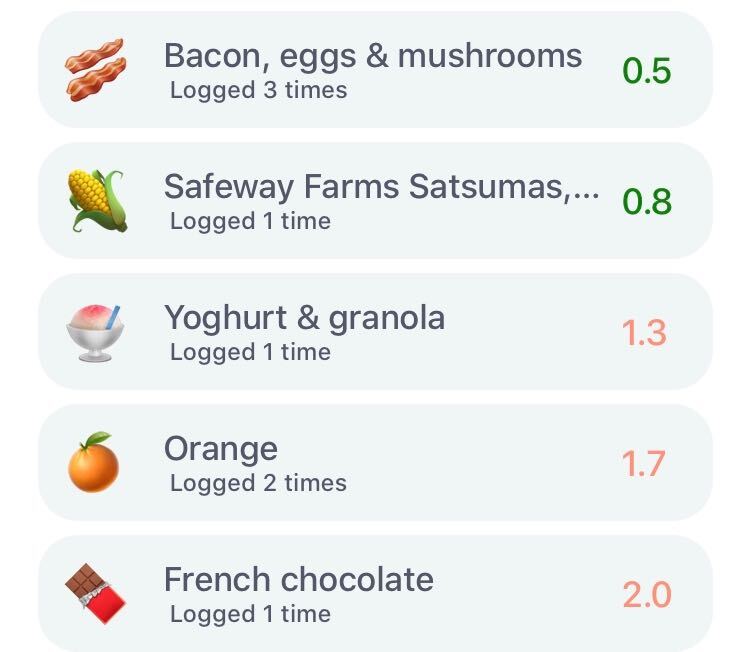 Bacon, eggs & mushrooms
0.5
Logged 3 times
Safeway Farms Satsumas,...
0.8
Logged 1 time
Yoghurt & granola
1.3
Logged 1 time
Orange
1.7
Logged 2 times
French chocolate
2.0
Logged 1 time